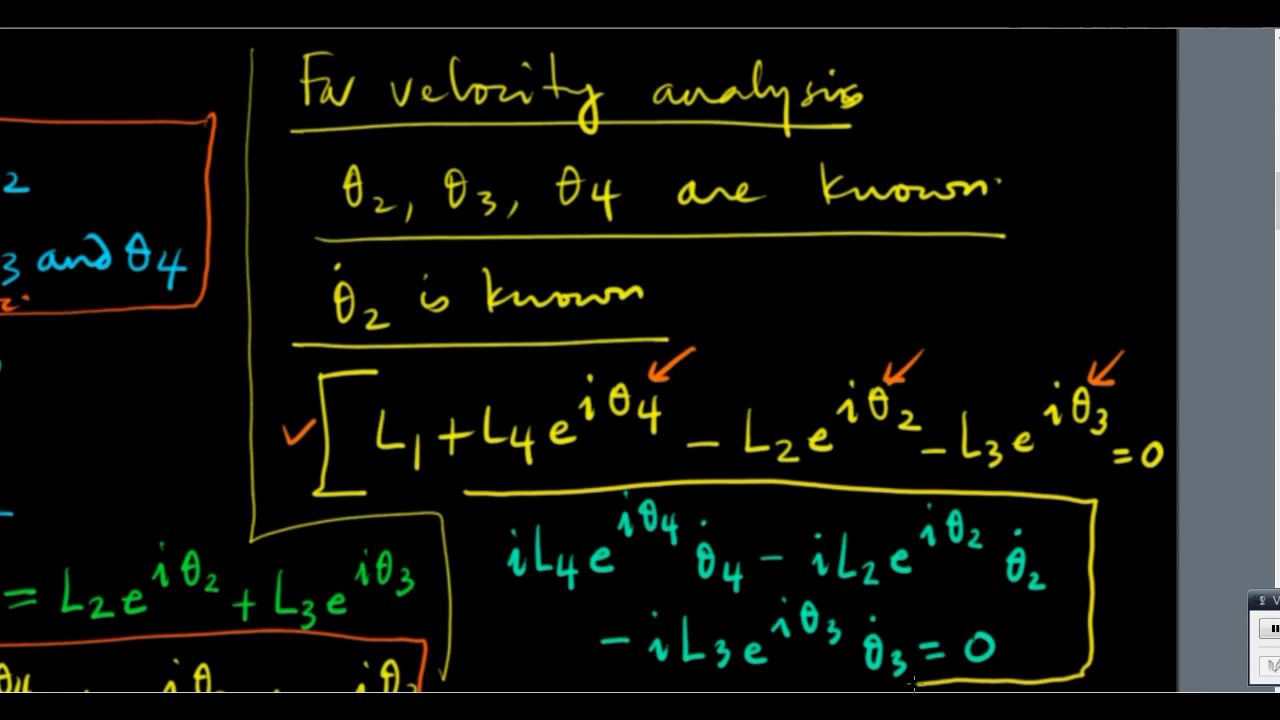 For velocity analysis
θ₂, θ₃, θ₄ are known.
θ̇₂ is known
L₁ + L₄e^{iθ₄} − L₂e^{iθ₂} − L₃e^{iθ₃} = 0
iL₄e^{iθ₄} θ̇₄ − iL₂e^{iθ₂} θ̇₂
− iL₃e^{iθ₃} θ̇₃ = 0
2
3 and θ₄
= L₂e^{iθ₂} + L₃e^{iθ₃}